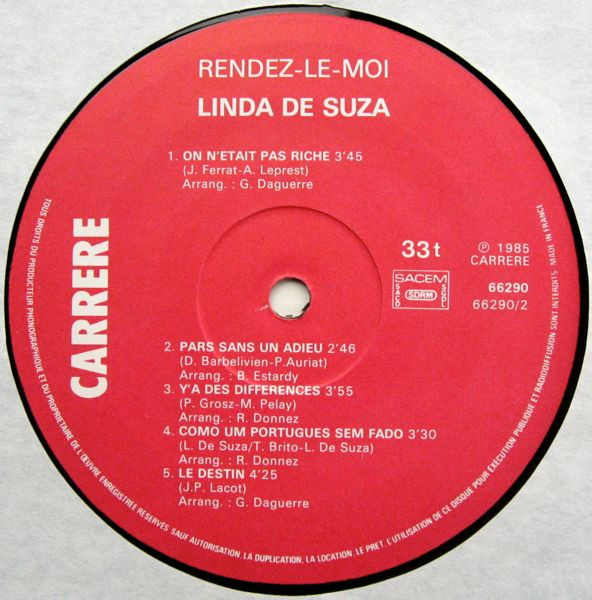 RENDEZ-LE-MOI
LINDA DE SUZA
1. ON N'ETAIT PAS RICHE 3'45
(J. Ferrat-A. Leprest)
Arrang. : G. Daguerre
CARRERE
33 t
℗ 1985
CARRERE
SACEM
SACD
SDRM
SGDL
66290
66290/2
2. PARS SANS UN ADIEU 2'46
(D. Barbelivien-P.Auriat)
Arrang. : B. Estardy
3. Y'A DES DIFFERENCES 3'55
(P. Grosz-M. Pelay)
Arrang. : R. Donnez
4. COMO UM PORTUGUES SEM FADO 3'30
(L. De Suza/T. Brito-L. De Suza)
Arrang. : R. Donnez
5. LE DESTIN 4'25
(J.P. Lacot)
Arrang. : G. Daguerre
TOUS DROITS DU PRODUCTEUR PHONOGRAPHIQUE ET DU PROPRIETAIRE DE L'ŒUVRE ENREGISTREE RESERVES SAUF AUTORISATION, LA DUPLICATION, LA LOCATION, LE PRET, L'UTILISATION DE CE DISQUE POUR EXECUTION PUBLIQUE ET RADIODIFFUSION SONT INTERDITS MADE IN FRANCE